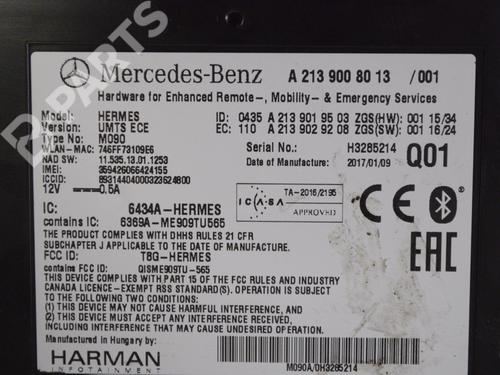 Mercedes-Benz A 213 900 80 13 /001
Hardware for Enhanced Remote-, Mobility- & Emergency Services
Model: HERMES ID: 0435 A 213 901 95 03 ZGS(HW): 001 15/34
Version: UMTS ECE EC: 110 A 213 902 92 08 ZGS(SW): 001 16/24
Type: M090
WLAN-MAC: 746FF73109E6 Serial No.: H3285214
NAD SW: 11.535.13.01.1253 Date of Manufacture: 2017/01/09 Q01
IMEI: 359426066424155
ICCID: 89314404000323624800
12V 0.5A
TA-2016/2195
ICASA
APPROVED
IC: 6434A-HERMES
contains IC: 6369A-ME909TU565
THE PRODUCT COMPLIES WITH DHHS RULES 21 CFR
SUBCHAPTER J APPLICABLE TO THE DATE OF MANUFACTURE.
FCC ID: T8G-HERMES
contains FCC ID: QISME909TU-565
THIS DEVICE COMPLIES WITH PART 15 OF THE FCC RULES AND INDUSTRY
CANADA LICENCE-EXEMPT RSS STANDARD(S). OPERATION IS SUBJECT TO
THE FOLLOWING TWO CONDITIONS:
(1) THIS DEVICE MAY NOT CAUSE HARMFUL INTERFERENCE, AND
(2) THIS DEVICE MUST ACCEPT ANY INTERFERENCE RECEIVED,
INCLUDING INTERFERENCE THAT MAY CAUSE UNDESIRED OPERATION.
EAC
Manufactured in Hungary by:
HARMAN
INFOTAINMENT
M090A/0H3285214
B-PARTS